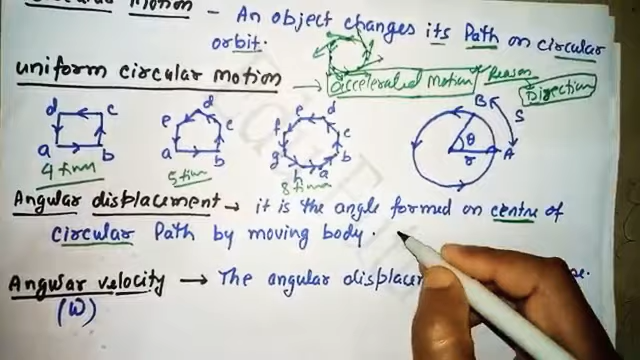 motion - An object changes its Path on circular
orbit.
uniform circular motion → accelerated motion Reason
Direction
d c
a b
4 time
d
e c
a b
5 time
e d
f c
g b
h a
8 time
B S
θ
r A
Angular displacement → it is the angle formed on centre of
circular Path by moving body.
Angular velocity → The angular
(W)